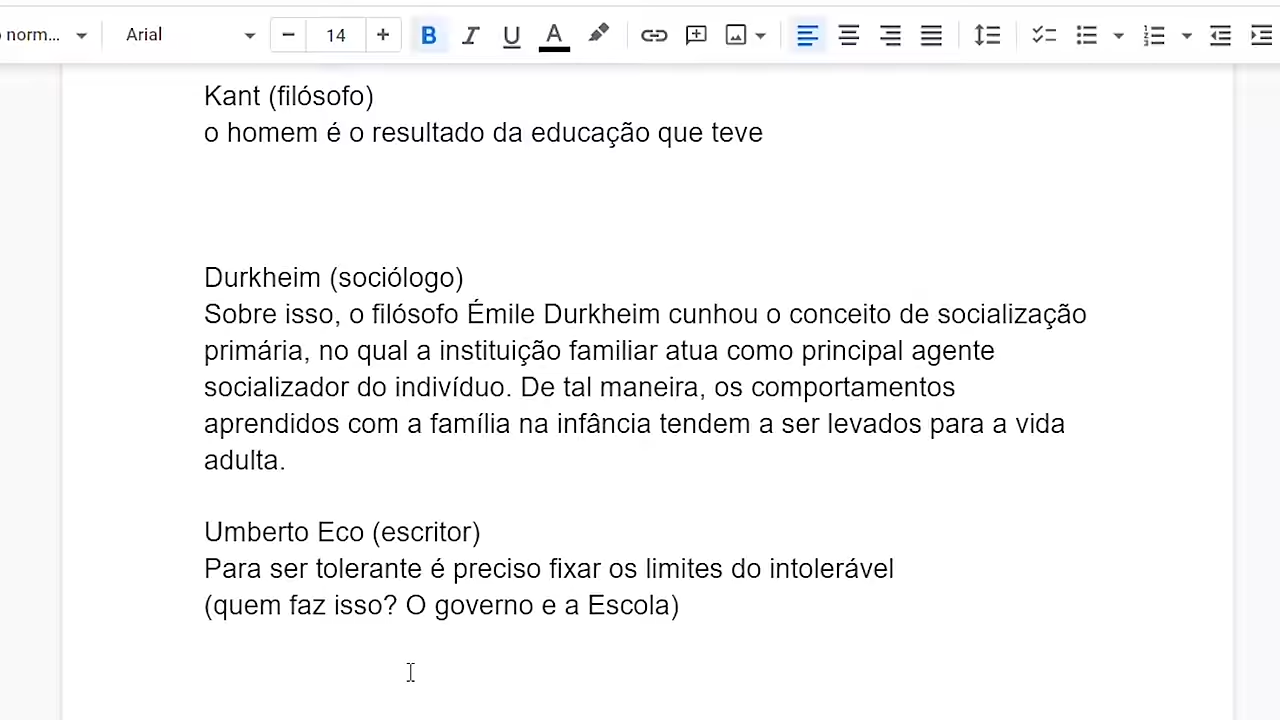 norm...
Arial
14
B I U A
Kant (filósofo)
o homem é o resultado da educação que teve
Durkheim (sociólogo)
Sobre isso, o filósofo Émile Durkheim cunhou o conceito de socialização
primária, no qual a instituição familiar atua como principal agente
socializador do indivíduo. De tal maneira, os comportamentos
aprendidos com a família na infância tendem a ser levados para a vida
adulta.
Umberto Eco (escritor)
Para ser tolerante é preciso fixar os limites do intolerável
(quem faz isso? O governo e a Escola)